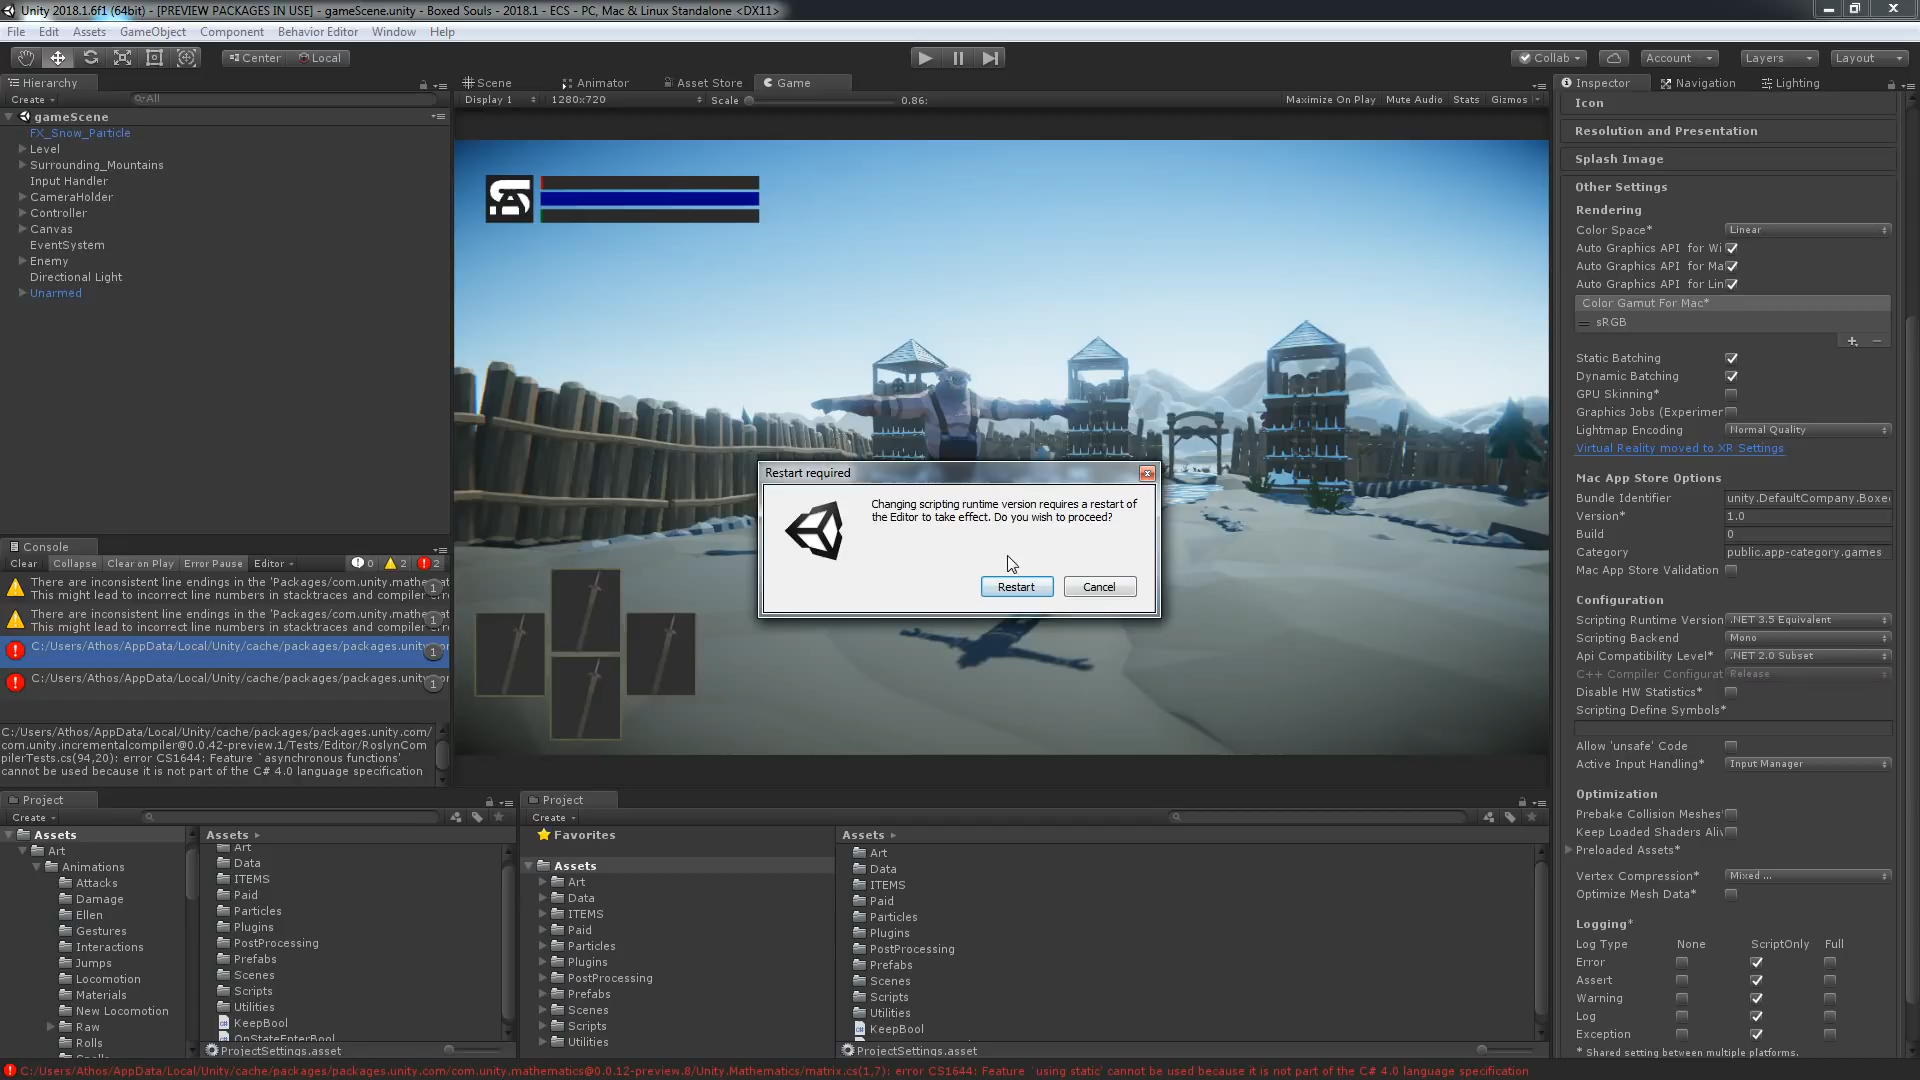 Unity 2018.1.6f1 (64bit) - [PREVIEW PACKAGES IN USE] - gameScene.unity - Boxed Souls - 2018.1 - ECS - PC, Mac & Linux Standalone <DX11>
File Edit Assets GameObject Component Behavior Editor Window Help
Center Local Collab Account Layers Layout
Hierarchy
Create All
gameScene
FX_Snow_Particle
Level
Surrounding_Mountains
Input Handler
CameraHolder
Controller
Canvas
EventSystem
Enemy
Directional Light
Unarmed
Scene Animator Asset Store Game
Display 1 1280x720 Scale 0.86: Maximize On Play Mute Audio Stats Gizmos
Restart required
Changing scripting runtime version requires a restart of
the Editor to take effect. Do you wish to proceed?
Restart Cancel
Console
Clear Collapse Clear on Play Error Pause Editor 0 2 2
There are inconsistent line endings in the 'Packages/com.unity.mathe
This might lead to incorrect line numbers in stacktraces and compiler
1
There are inconsistent line endings in the 'Packages/com.unity.mathe
This might lead to incorrect line numbers in stacktraces and compiler
1
C:/Users/Athos/AppData/Local/Unity/cache/packages/packages.unity.
1
C:/Users/Athos/AppData/Local/Unity/cache/packages/packages.unity.
1
C:/Users/Athos/AppData/Local/Unity/cache/packages/packages.unity.com/
com.unity.incrementalcompiler@0.0.42-preview.1/Tests/Editor/RoslynCom
pilerTests.cs(94,20): error CS1644: Feature `asynchronous functions'
cannot be used because it is not part of the C# 4.0 language specification
Project
Create
Assets
Art
Animations
Attacks
Damage
Ellen
Gestures
Interactions
Jumps
Locomotion
Materials
New Locomotion
Raw
Rolls
Assets
Art
Data
ITEMS
Paid
Particles
Plugins
PostProcessing
Prefabs
Scenes
Scripts
Utilities
KeepBool
OnStateEnterBool
ProjectSettings.asset
Project
Create
Favorites
Assets
Art
Data
ITEMS
Paid
Particles
Plugins
PostProcessing
Prefabs
Scenes
Scripts
Utilities
Assets
Art
Data
ITEMS
Paid
Particles
Plugins
PostProcessing
Prefabs
Scenes
Scripts
Utilities
KeepBool
ProjectSettings.asset
Inspector Navigation Lighting
Icon
Resolution and Presentation
Splash Image
Other Settings
Rendering
Color Space* Linear
Auto Graphics API for Wi
Auto Graphics API for Ma
Auto Graphics API for Lin
Color Gamut For Mac*
sRGB
Static Batching
Dynamic Batching
GPU Skinning*
Graphics Jobs (Experimer
Lightmap Encoding Normal Quality
Virtual Reality moved to XR Settings
Mac App Store Options
Bundle Identifier unity.DefaultCompany.Boxe
Version* 1.0
Build 0
Category public.app-category.games
Mac App Store Validation
Configuration
Scripting Runtime Version .NET 3.5 Equivalent
Scripting Backend Mono
Api Compatibility Level* .NET 2.0 Subset
C++ Compiler Configurat Release
Disable HW Statistics*
Scripting Define Symbols*
Allow 'unsafe' Code
Active Input Handling* Input Manager
Optimization
Prebake Collision Meshes*
Keep Loaded Shaders Aliv
Preloaded Assets*
Vertex Compression* Mixed ...
Optimize Mesh Data*
Logging*
Log Type None ScriptOnly Full
Error
Assert
Warning
Log
Exception
* Shared setting between multiple platforms.
C:/Users/Athos/AppData/Local/Unity/cache/packages/packages.unity.com/com.unity.mathematics@0.0.12-preview.8/Unity.Mathematics/matrix.cs(1,7): error CS1644: Feature `using static' cannot be used because it is not part of the C# 4.0 language specification